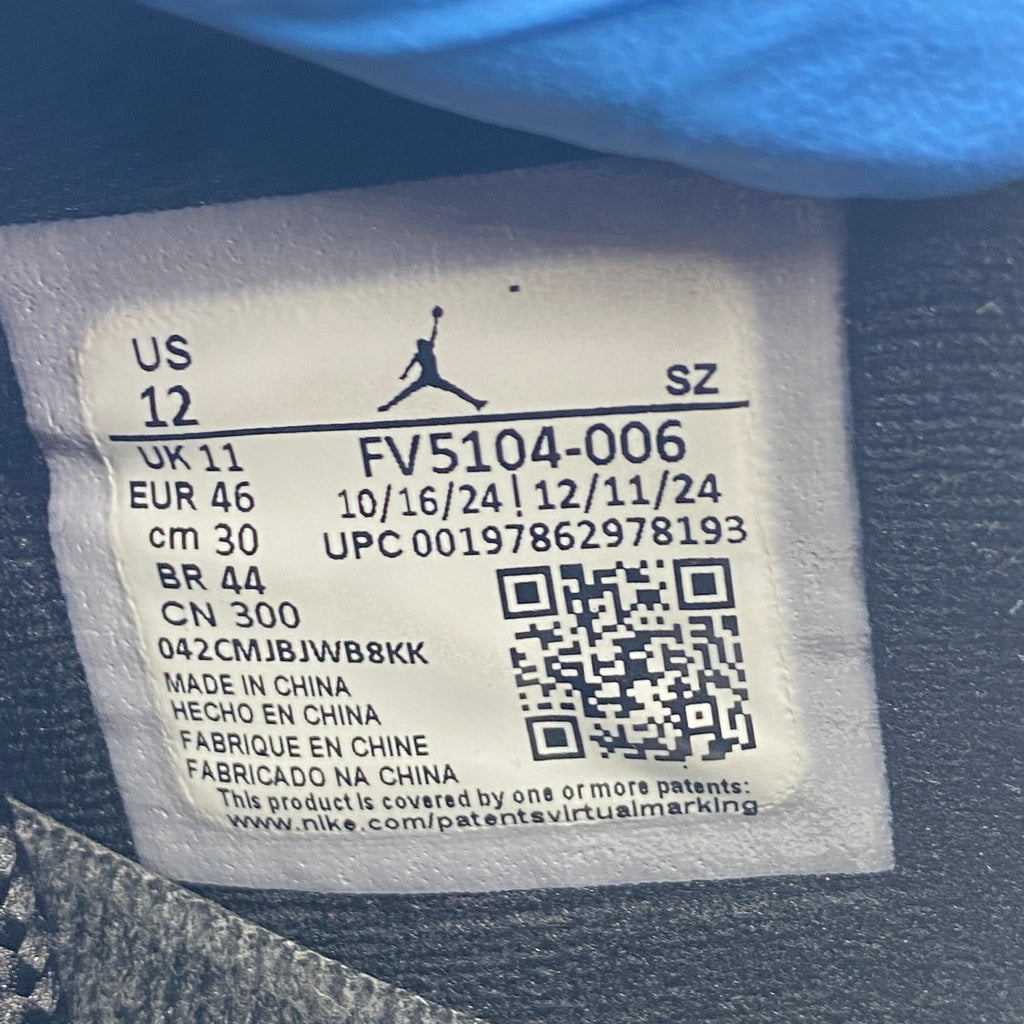 US
12
SZ
UK 11
FV5104-006
EUR 46
10/16/24 | 12/11/24
cm 30
UPC 00197862978193
BR 44
CN 300
042CMJBJWB8KK
MADE IN CHINA
HECHO EN CHINA
FABRIQUE EN CHINE
FABRICADO NA CHINA
This product is covered by one or more patents:
www.nike.com/patentsvirtualmarking